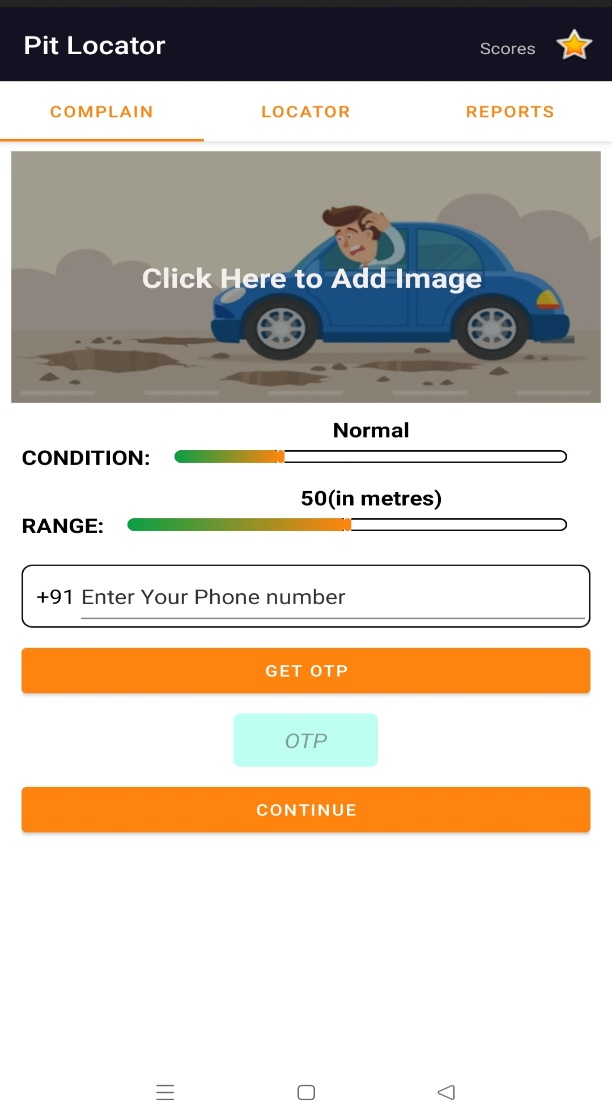 Pit Locator
Scores
COMPLAIN
LOCATOR
REPORTS
Click Here to Add Image
Normal
CONDITION:
50(in metres)
RANGE:
+91 Enter Your Phone number
GET OTP
OTP
CONTINUE